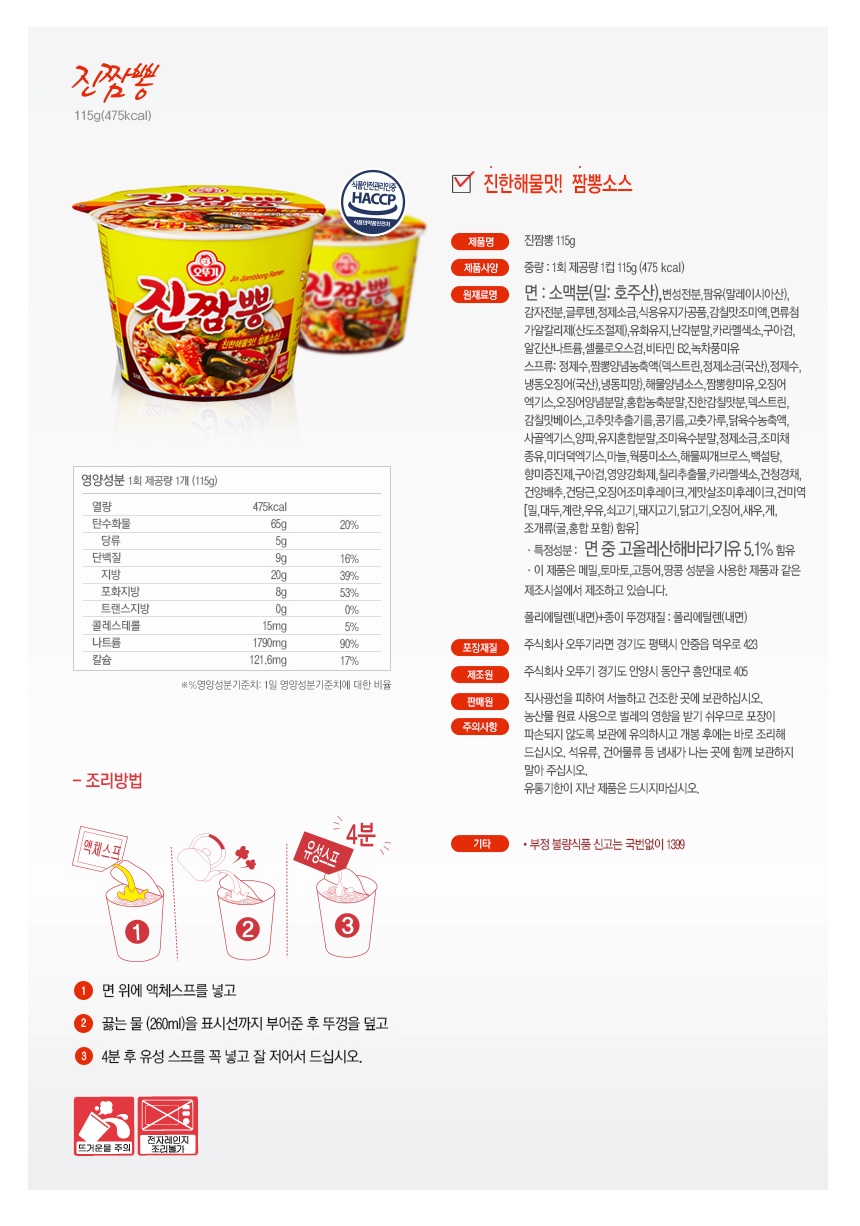 진짬뽕
115g(475kcal)
식품안전관리인증
HACCP
식품의약품안전처
진짬뽕
오뚜기
Jin Jjambbong Ramen
진짬뽕
진한해물맛! 짬뽕소스!
진한해물맛! 짬뽕소스
제품명 진짬뽕 115g
제품사양 중량 : 1회 제공량 1컵 115g (475 kcal)
원재료명 면 : 소맥분(밀: 호주산),변성전분,팜유(말레이시아산),
감자전분,글루텐,정제소금,식용유지가공품,감칠맛조미액,면류첨
가알칼리제(산도조절제),유화유지,난각분말,카라멜색소,구아검,
알긴산나트륨,셀룰로오스검,비타민 B2,녹차풍미유
스프류: 정제수,짬뽕양념농축액{덱스트린,정제소금(국산),정제수,
냉동오징어(국산),냉동피망},해물양념소스,짬뽕향미유,오징어
엑기스,오징어양념분말,홍합농축분말,진한감칠맛분,덱스트린,
감칠맛베이스,고추맛추출기름,콩기름,고춧가루,닭육수농축액,
사골엑기스,양파,유지혼합분말,조미육수분말,정제소금,조미채
종유,미더덕엑기스,마늘,웍풍미소스,해물찌개브로스,백설탕,
향미증진제,구아검,영양강화제,칠리추출물,카라멜색소,건청경채,
건양배추,건당근,오징어조미후레이크,게맛살조미후레이크,건미역
[밀,대두,계란,우유,쇠고기,돼지고기,닭고기,오징어,새우,게,
조개류(굴,홍합 포함) 함유]
· 특정성분 : 면 중 고올레산해바라기유 5.1% 함유
· 이 제품은 메밀,토마토,고등어,땅콩 성분을 사용한 제품과 같은
제조시설에서 제조하고 있습니다.
폴리에틸렌(내면)+종이 뚜껑재질 : 폴리에틸렌(내면)
포장재질 주식회사 오뚜기라면 경기도 평택시 안중읍 덕우로 423
제조원 주식회사 오뚜기 경기도 안양시 동안구 흥안대로 405
판매원 직사광선을 피하여 서늘하고 건조한 곳에 보관하십시오.
주의사항 농산물 원료 사용으로 벌레의 영향을 받기 쉬우므로 포장이
파손되지 않도록 보관에 유의하시고 개봉 후에는 바로 조리해
드십시오. 석유류, 건어물류 등 냄새가 나는 곳에 함께 보관하지
말아 주십시오.
유통기한이 지난 제품은 드시지마십시오.
기타 • 부정 불량식품 신고는 국번없이 1399
영양성분 1회 제공량 1개 (115g)
열량 475kcal
탄수화물 65g 20%
당류 5g
단백질 9g 16%
지방 20g 39%
포화지방 8g 53%
트랜스지방 0g 0%
콜레스테롤 15mg 5%
나트륨 1790mg 90%
칼슘 121.6mg 17%
※%영양성분기준치: 1일 영양성분기준치에 대한 비율
– 조리방법
액체스프
유성스프
4분
1
2
3
1 면 위에 액체스프를 넣고
2 끓는 물 (260ml)을 표시선까지 부어준 후 뚜껑을 덮고
3 4분 후 유성 스프를 꼭 넣고 잘 저어서 드십시오.
뜨거운물 주의
전자레인지
조리불가